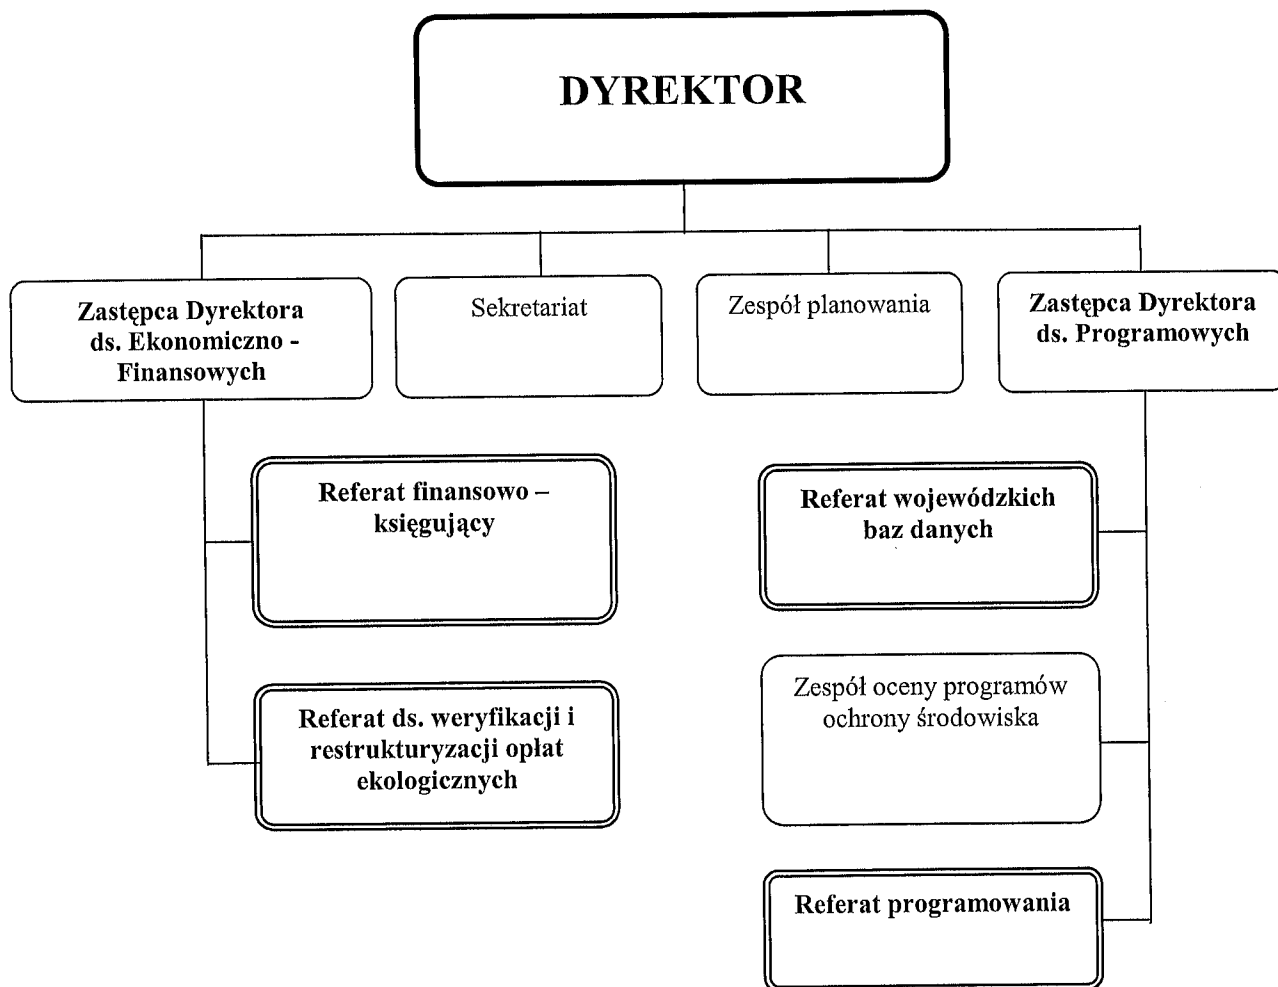 DYREKTOR
Zastępca Dyrektora
ds. Ekonomiczno -
Finansowych
Sekretariat
Zespół planowania
Zastępca Dyrektora
ds. Programowych
Referat finansowo –
księgujący
Referat ds. weryfikacji i
restrukturyzacji opłat
ekologicznych
Referat wojewódzkich
baz danych
Zespół oceny programów
ochrony środowiska
Referat programowania